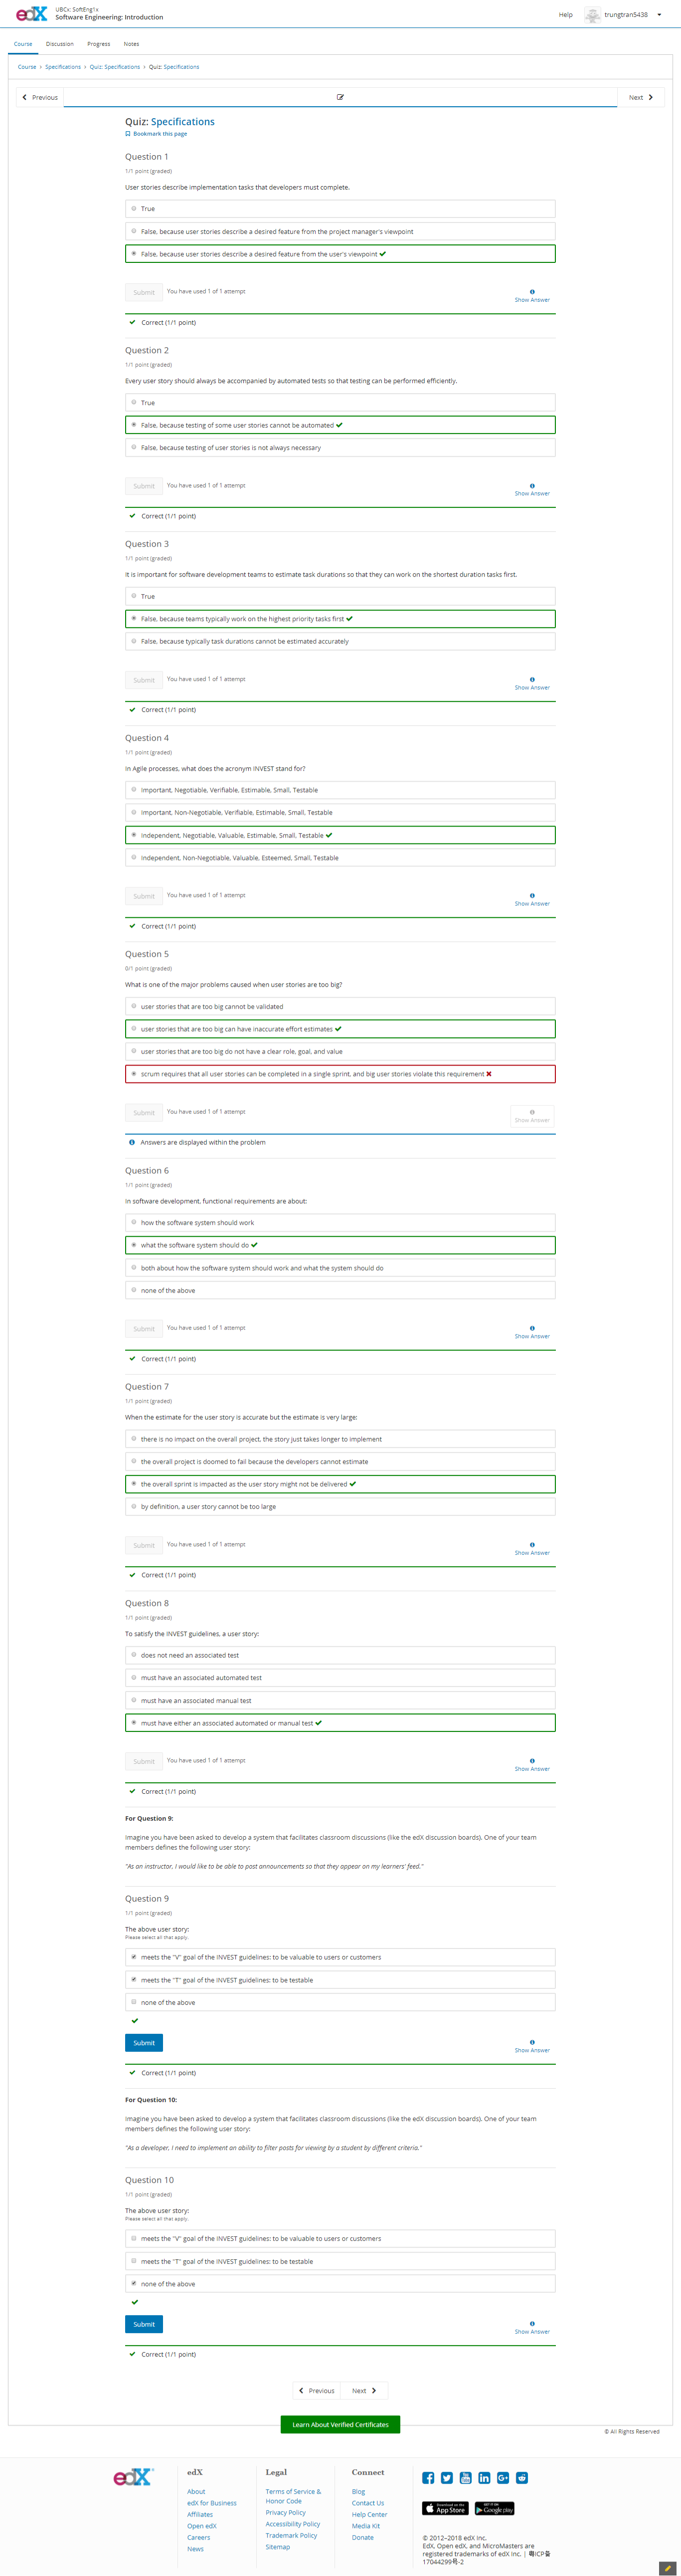 edX
UBCx: SoftEng1x
Software Engineering: Introduction
Help
trungtran5438
Course Discussion Progress Notes
Course › Specifications › Quiz: Specifications › Quiz: Specifications
Previous
Next
Quiz: Specifications
Bookmark this page
Question 1
1/1 point (graded)
User stories describe implementation tasks that developers must complete.
True
False, because user stories describe a desired feature from the project manager's viewpoint
False, because user stories describe a desired feature from the user's viewpoint
Submit
You have used 1 of 1 attempt
Show Answer
Correct (1/1 point)
Question 2
1/1 point (graded)
Every user story should always be accompanied by automated tests so that testing can be performed efficiently.
True
False, because testing of some user stories cannot be automated
False, because testing of user stories is not always necessary
Submit
You have used 1 of 1 attempt
Show Answer
Correct (1/1 point)
Question 3
1/1 point (graded)
It is important for software development teams to estimate task durations so that they can work on the shortest duration tasks first.
True
False, because teams typically work on the highest priority tasks first
False, because typically task durations cannot be estimated accurately
Submit
You have used 1 of 1 attempt
Show Answer
Correct (1/1 point)
Question 4
1/1 point (graded)
In Agile processes, what does the acronym INVEST stand for?
Important, Negotiable, Verifiable, Estimable, Small, Testable
Important, Non-Negotiable, Verifiable, Estimable, Small, Testable
Independent, Negotiable, Valuable, Estimable, Small, Testable
Independent, Non-Negotiable, Valuable, Esteemed, Small, Testable
Submit
You have used 1 of 1 attempt
Show Answer
Correct (1/1 point)
Question 5
0/1 point (graded)
What is one of the major problems caused when user stories are too big?
user stories that are too big cannot be validated
user stories that are too big can have inaccurate effort estimates
user stories that are too big do not have a clear role, goal, and value
scrum requires that all user stories can be completed in a single sprint, and big user stories violate this requirement
Submit
You have used 1 of 1 attempt
Show Answer
Answers are displayed within the problem
Question 6
1/1 point (graded)
In software development, functional requirements are about:
how the software system should work
what the software system should do
both about how the software system should work and what the system should do
none of the above
Submit
You have used 1 of 1 attempt
Show Answer
Correct (1/1 point)
Question 7
1/1 point (graded)
When the estimate for the user story is accurate but the estimate is very large:
there is no impact on the overall project, the story just takes longer to implement
the overall project is doomed to fail because the developers cannot estimate
the overall sprint is impacted as the user story might not be delivered
by definition, a user story cannot be too large
Submit
You have used 1 of 1 attempt
Show Answer
Correct (1/1 point)
Question 8
1/1 point (graded)
To satisfy the INVEST guidelines, a user story:
does not need an associated test
must have an associated automated test
must have an associated manual test
must have either an associated automated or manual test
Submit
You have used 1 of 1 attempt
Show Answer
Correct (1/1 point)
For Question 9:
Imagine you have been asked to develop a system that facilitates classroom discussions (like the edX discussion boards). One of your team
members defines the following user story:
"As an instructor, I would like to be able to post announcements so that they appear on my learners' feed."
Question 9
1/1 point (graded)
The above user story:
Please select all that apply.
meets the "V" goal of the INVEST guidelines: to be valuable to users or customers
meets the "T" goal of the INVEST guidelines: to be testable
none of the above
Submit
Show Answer
Correct (1/1 point)
For Question 10:
Imagine you have been asked to develop a system that facilitates classroom discussions (like the edX discussion boards). One of your team
members defines the following user story:
"As a developer, I need to implement an ability to filter posts for viewing by a student by different criteria."
Question 10
1/1 point (graded)
The above user story:
Please select all that apply.
meets the "V" goal of the INVEST guidelines: to be valuable to users or customers
meets the "T" goal of the INVEST guidelines: to be testable
none of the above
Submit
Show Answer
Correct (1/1 point)
Previous Next
Learn About Verified Certificates
© All Rights Reserved
edX
edX
About
edX for Business
Affiliates
Open edX
Careers
News
Legal
Terms of Service &
Honor Code
Privacy Policy
Accessibility Policy
Trademark Policy
Sitemap
Connect
Blog
Contact Us
Help Center
Media Kit
Donate
Download on the App Store
GET IT ON Google play
© 2012–2018 edX Inc.
EdX, Open edX, and MicroMasters are
registered trademarks of edX Inc. | 粤ICP备
17044299号-2